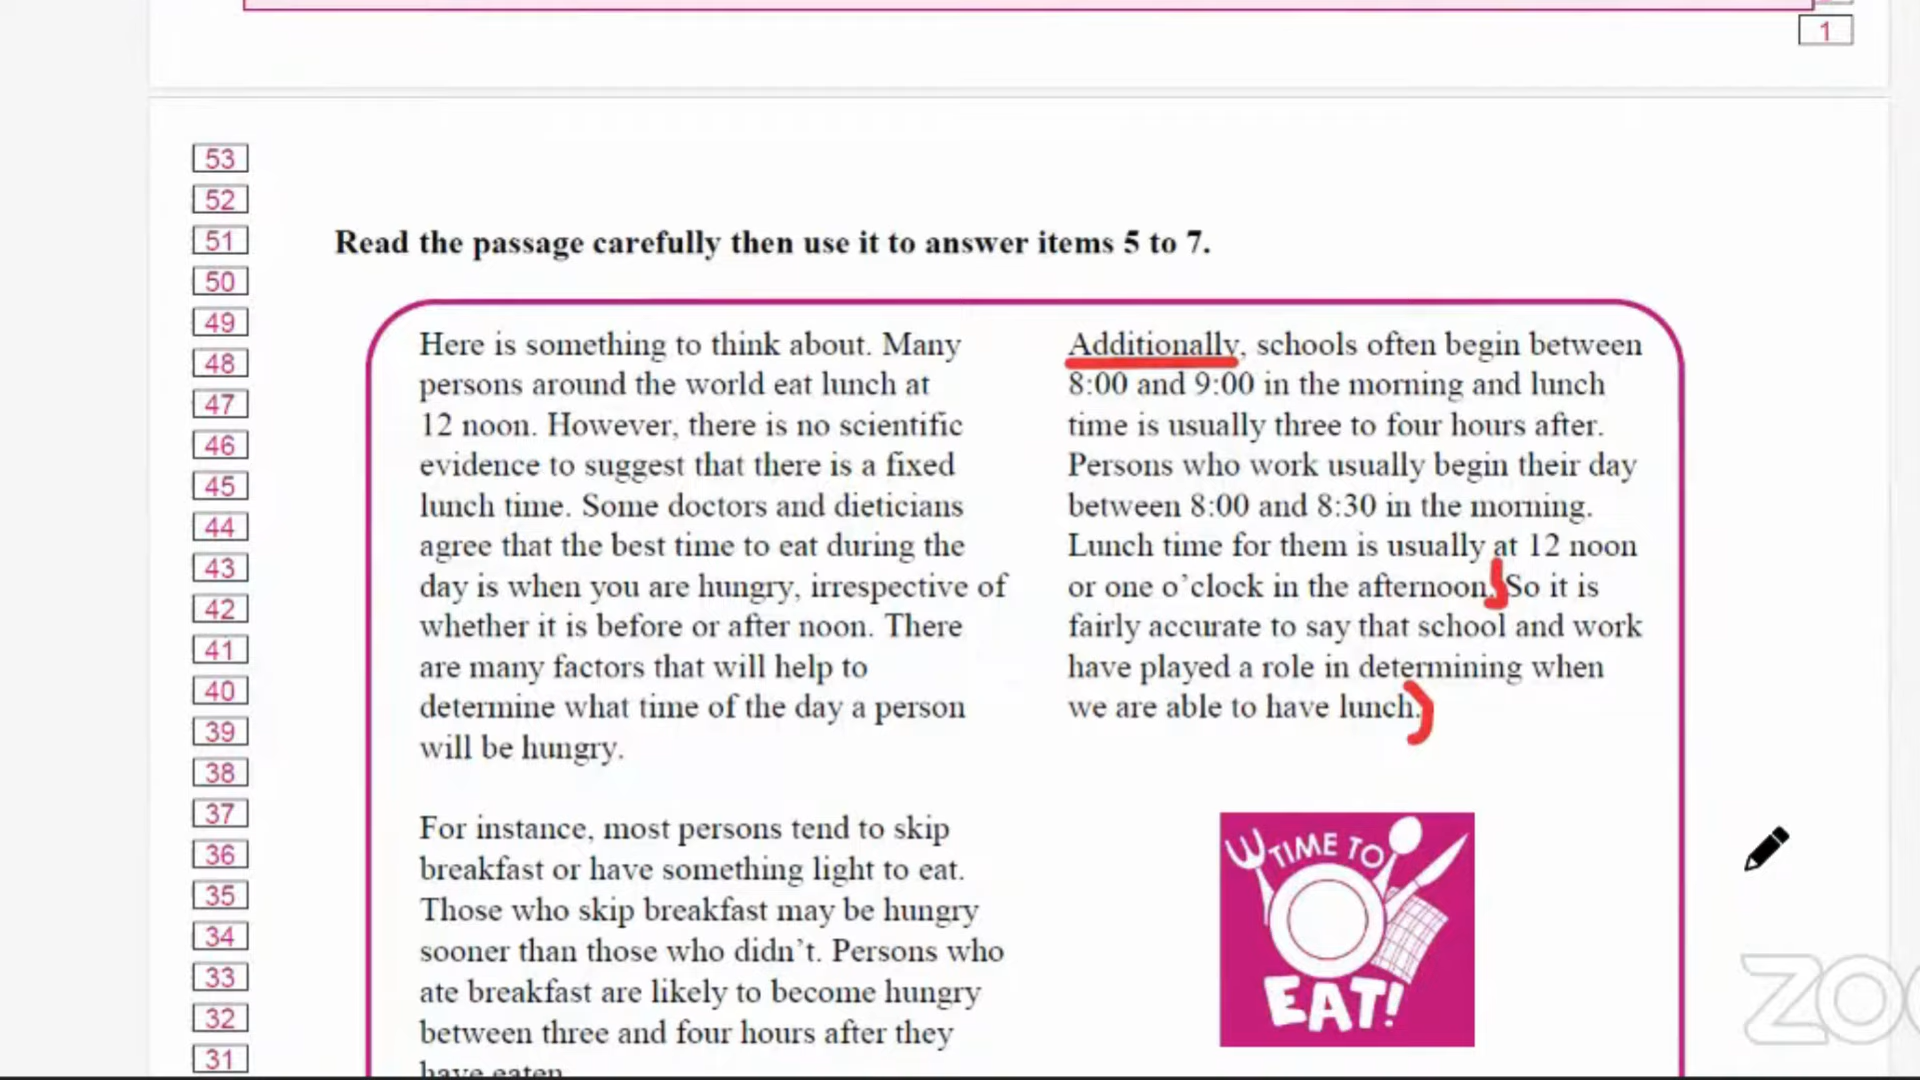 1
53
52
51
50
49
48
47
46
45
44
43
42
41
40
39
38
37
36
35
34
33
32
31
Read the passage carefully then use it to answer items 5 to 7.
Here is something to think about. Many
persons around the world eat lunch at
12 noon. However, there is no scientific
evidence to suggest that there is a fixed
lunch time. Some doctors and dieticians
agree that the best time to eat during the
day is when you are hungry, irrespective of
whether it is before or after noon. There
are many factors that will help to
determine what time of the day a person
will be hungry.
For instance, most persons tend to skip
breakfast or have something light to eat.
Those who skip breakfast may be hungry
sooner than those who didn't. Persons who
ate breakfast are likely to become hungry
between three and four hours after they
have eaten
Additionally, schools often begin between
8:00 and 9:00 in the morning and lunch
time is usually three to four hours after.
Persons who work usually begin their day
between 8:00 and 8:30 in the morning.
Lunch time for them is usually at 12 noon
or one o'clock in the afternoon. So it is
fairly accurate to say that school and work
have played a role in determining when
we are able to have lunch.
TIME TO
EAT!